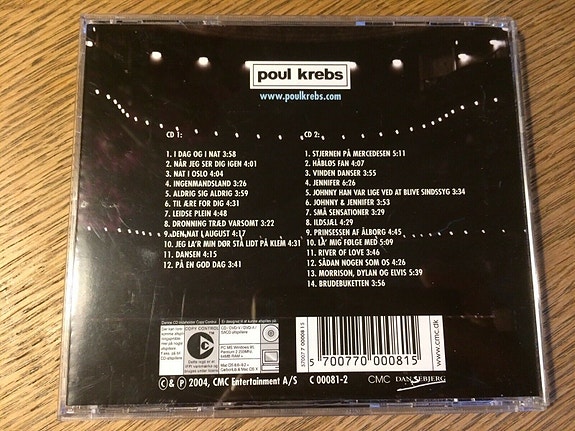 poul krebs
www.poulkrebs.com
CD 1:
1. I DAG OG I NAT 3:58
2. NÅR JEG SER DIG IGEN 4:01
3. NAT I OSLO 4:04
4. INGENMANDSLAND 3:26
5. ALDRIG SIG ALDRIG 3:59
6. TIL ÆRE FOR DIG 4:31
7. LEIDSE PLEIN 4:48
8. DRONNING TRÆD VARSOMT 3:22
9. DEN NAT I AUGUST 4:17
10. JEG LA'R MIN DØR STÅ LIDT PÅ KLEM 4:31
11. DANSEN 4:15
12. PÅ EN GOD DAG 3:41
CD 2:
1. STJERNEN PÅ MERCEDESEN 5:11
2. HÅBLØS FAN 4:07
3. VINDEN DANSER 3:55
4. JENNIFER 6:26
5. JOHNNY HAN VAR LIGE VED AT BLIVE SINDSSYG 3:34
6. JOHNNY & JENNIFER 3:53
7. SMÅ SENSATIONER 3:29
8. ILDSJÆL 4:29
9. PRINSESSEN AF ÅLBORG 4:45
10. LA' MIG FØLGE MED 5:09
11. RIVER OF LOVE 3:46
12. SÅDAN NOGEN SOM OS 4:26
13. MORRISON, DYLAN OG ELVIS 5:39
14. BRUDEBUKETTEN 3:56
COPY CONTROL
5 700770 000815
www.cmc.dk
© & ℗ 2004, CMC Entertainment A/S
C 00081-2
CMC
DANSEBJERG